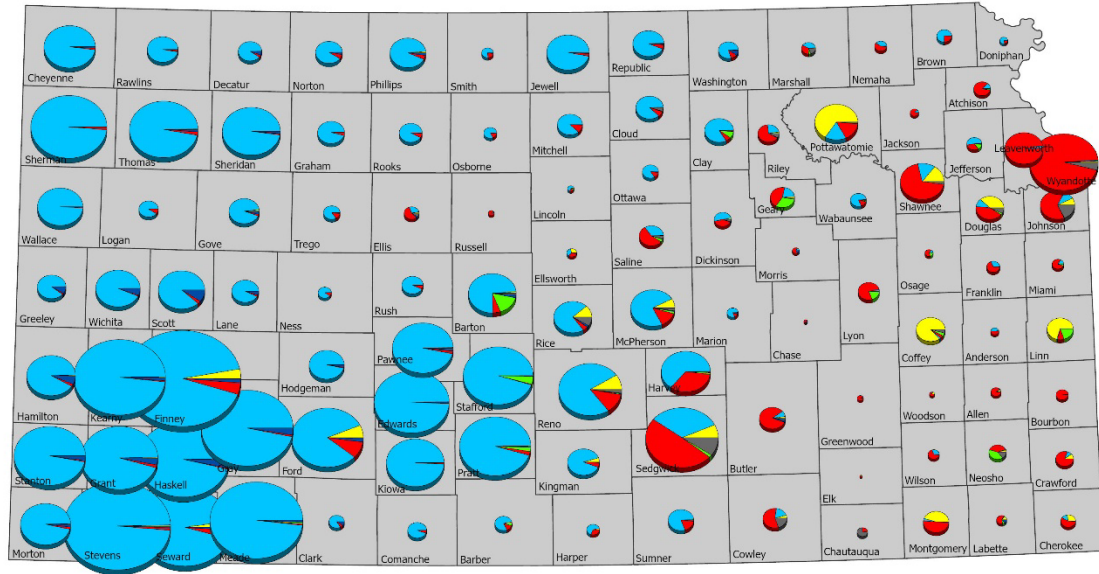 Cheyenne
Rawlins
Decatur
Norton
Phillips
Smith
Jewell
Republic
Washington
Marshall
Nemaha
Brown
Doniphan
Sherman
Thomas
Sheridan
Graham
Rooks
Osborne
Mitchell
Cloud
Clay
Riley
Pottawatomie
Jackson
Atchison
Jefferson
Leavenworth
Wyandotte
Wallace
Logan
Gove
Trego
Ellis
Russell
Lincoln
Ottawa
Geary
Wabaunsee
Shawnee
Douglas
Johnson
Ellsworth
Saline
Dickinson
Morris
Osage
Franklin
Miami
Greeley
Wichita
Scott
Lane
Ness
Rush
Barton
Rice
McPherson
Marion
Chase
Lyon
Coffey
Anderson
Linn
Hamilton
Kearny
Finney
Hodgeman
Pawnee
Edwards
Stafford
Reno
Harvey
Sedgwick
Butler
Greenwood
Woodson
Allen
Bourbon
Stanton
Grant
Haskell
Gray
Ford
Kiowa
Pratt
Kingman
Elk
Wilson
Neosho
Crawford
Morton
Stevens
Seward
Meade
Clark
Comanche
Barber
Harper
Sumner
Cowley
Chautauqua
Montgomery
Labette
Cherokee